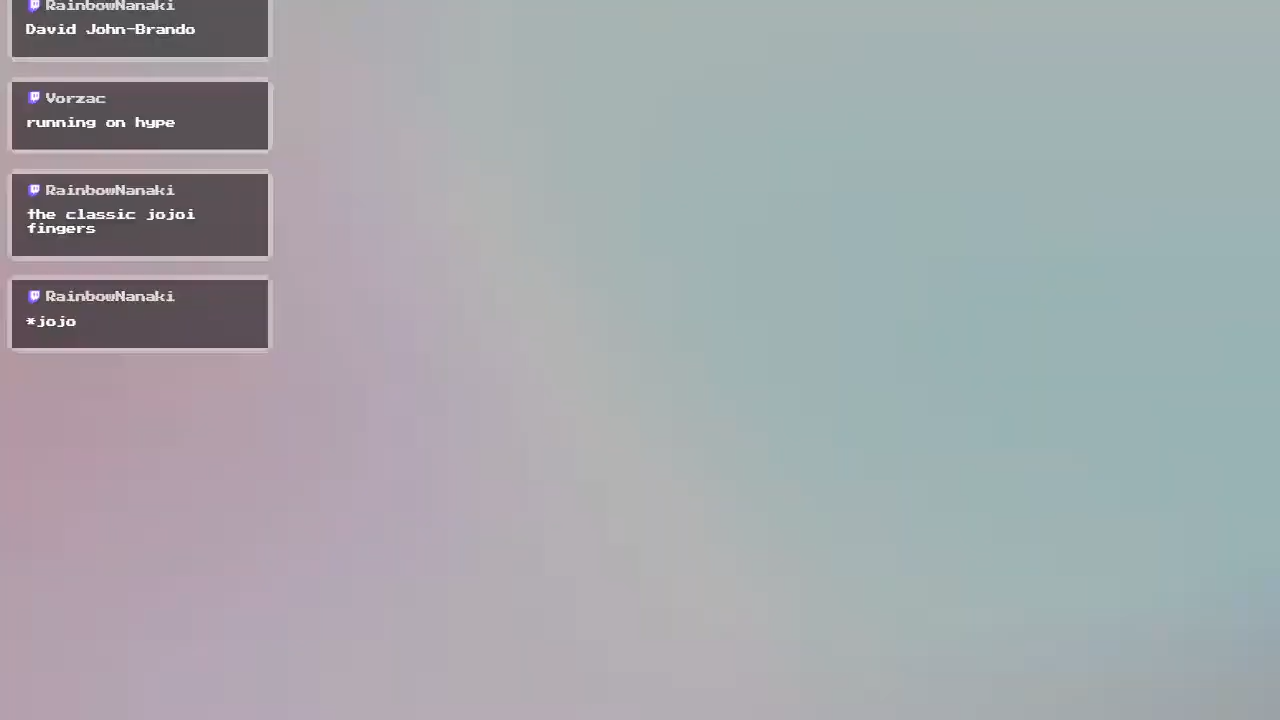 RainbowNanaki
David John-Brando
Vorzac
running on hype
RainbowNanaki
the classic jojoi
fingers
RainbowNanaki
*jojo